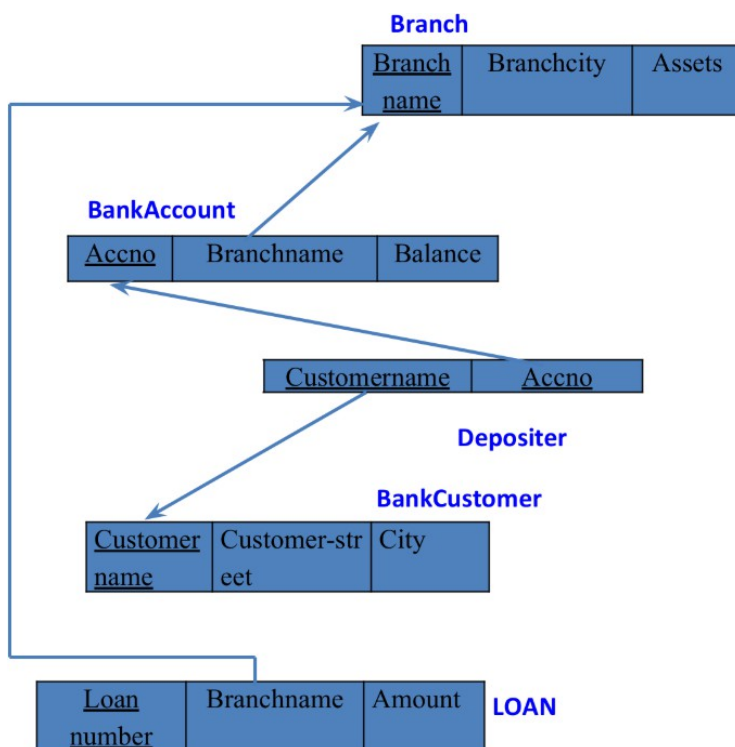 Branch
Branch Branchcity Assets
name
BankAccount
Accno Branchname Balance
Customername Accno
Depositer
BankCustomer
Customer Customer-str City
name eet
Loan Branchname Amount LOAN
number